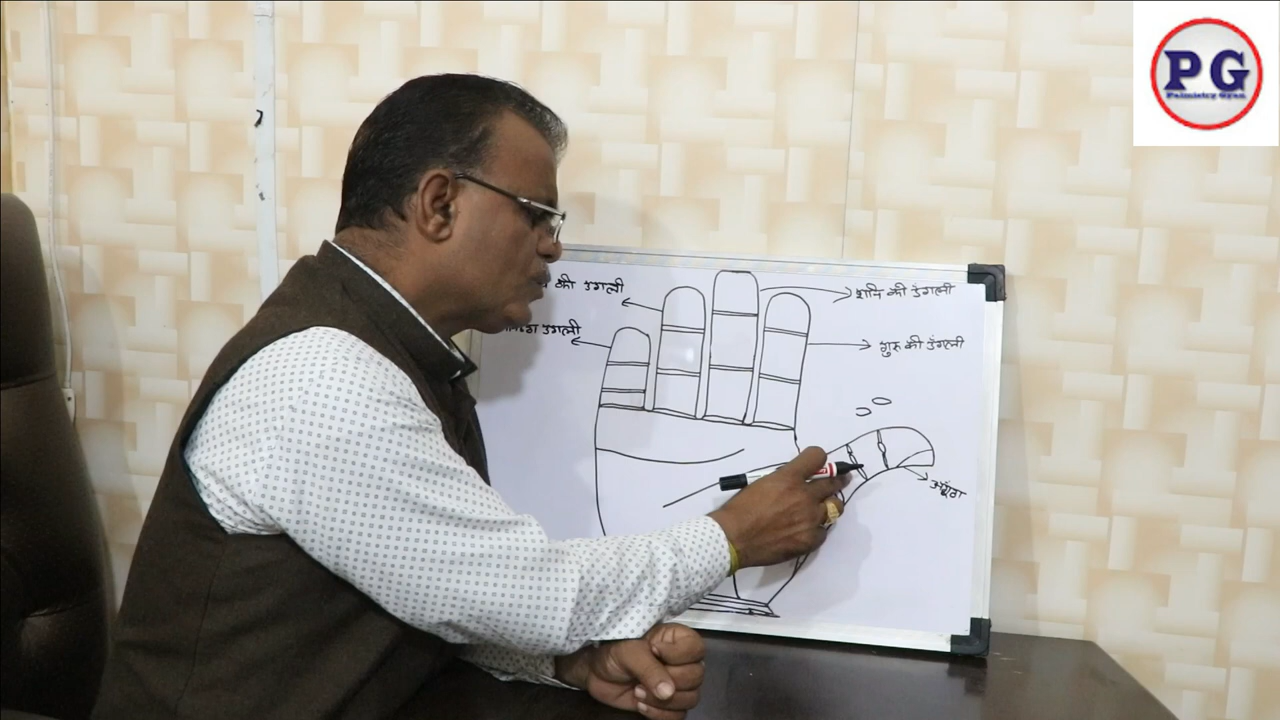 PG
Palmistry Gyan
की उंगली
शनि की उंगली
उंगली
गुरु की उंगली
अंगूठा